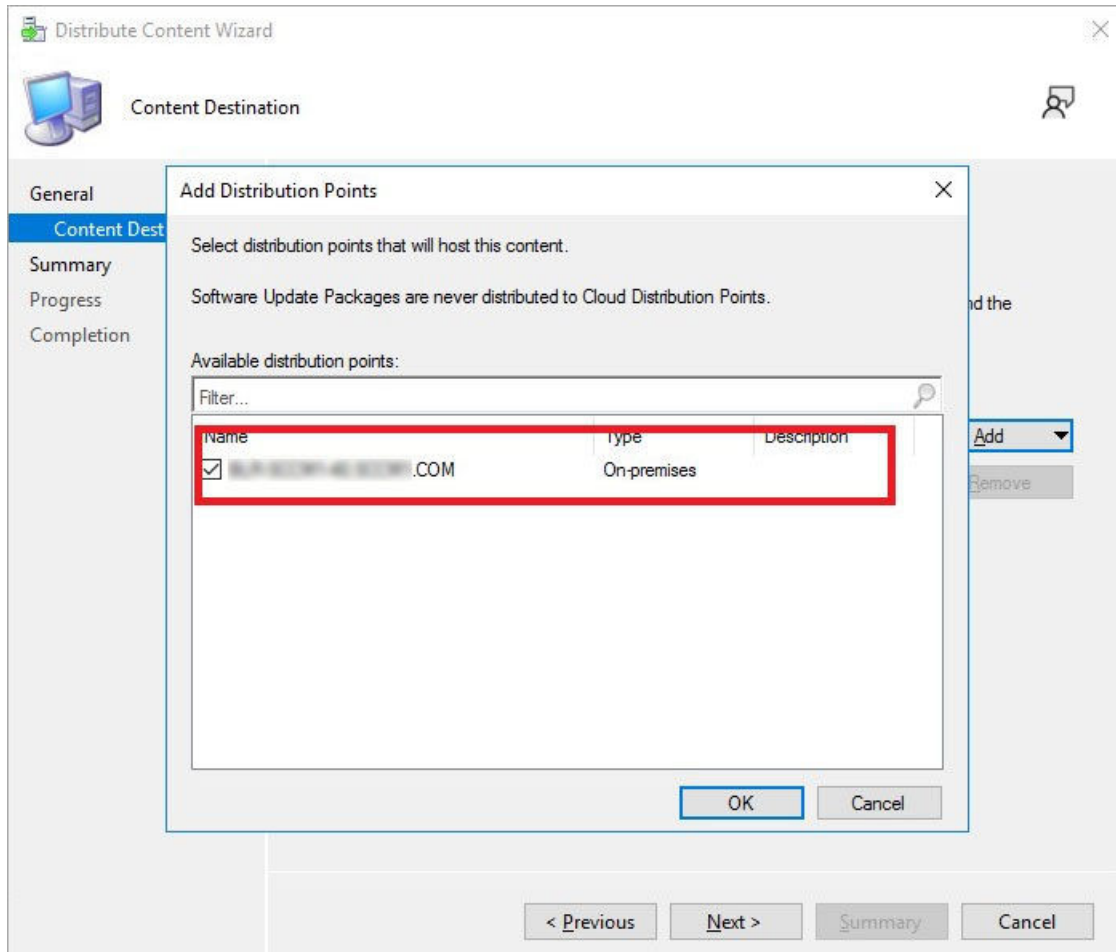 Distribute Content Wizard
Content Destination
General
Content Dest
Summary
Progress
Completion
Add Distribution Points
Select distribution points that will host this content.
Software Update Packages are never distributed to Cloud Distribution Points.
Available distribution points:
Filter...
Name Type Description
.COM On-premises
OK Cancel
nd the
Add
Remove
< Previous Next > Summary Cancel